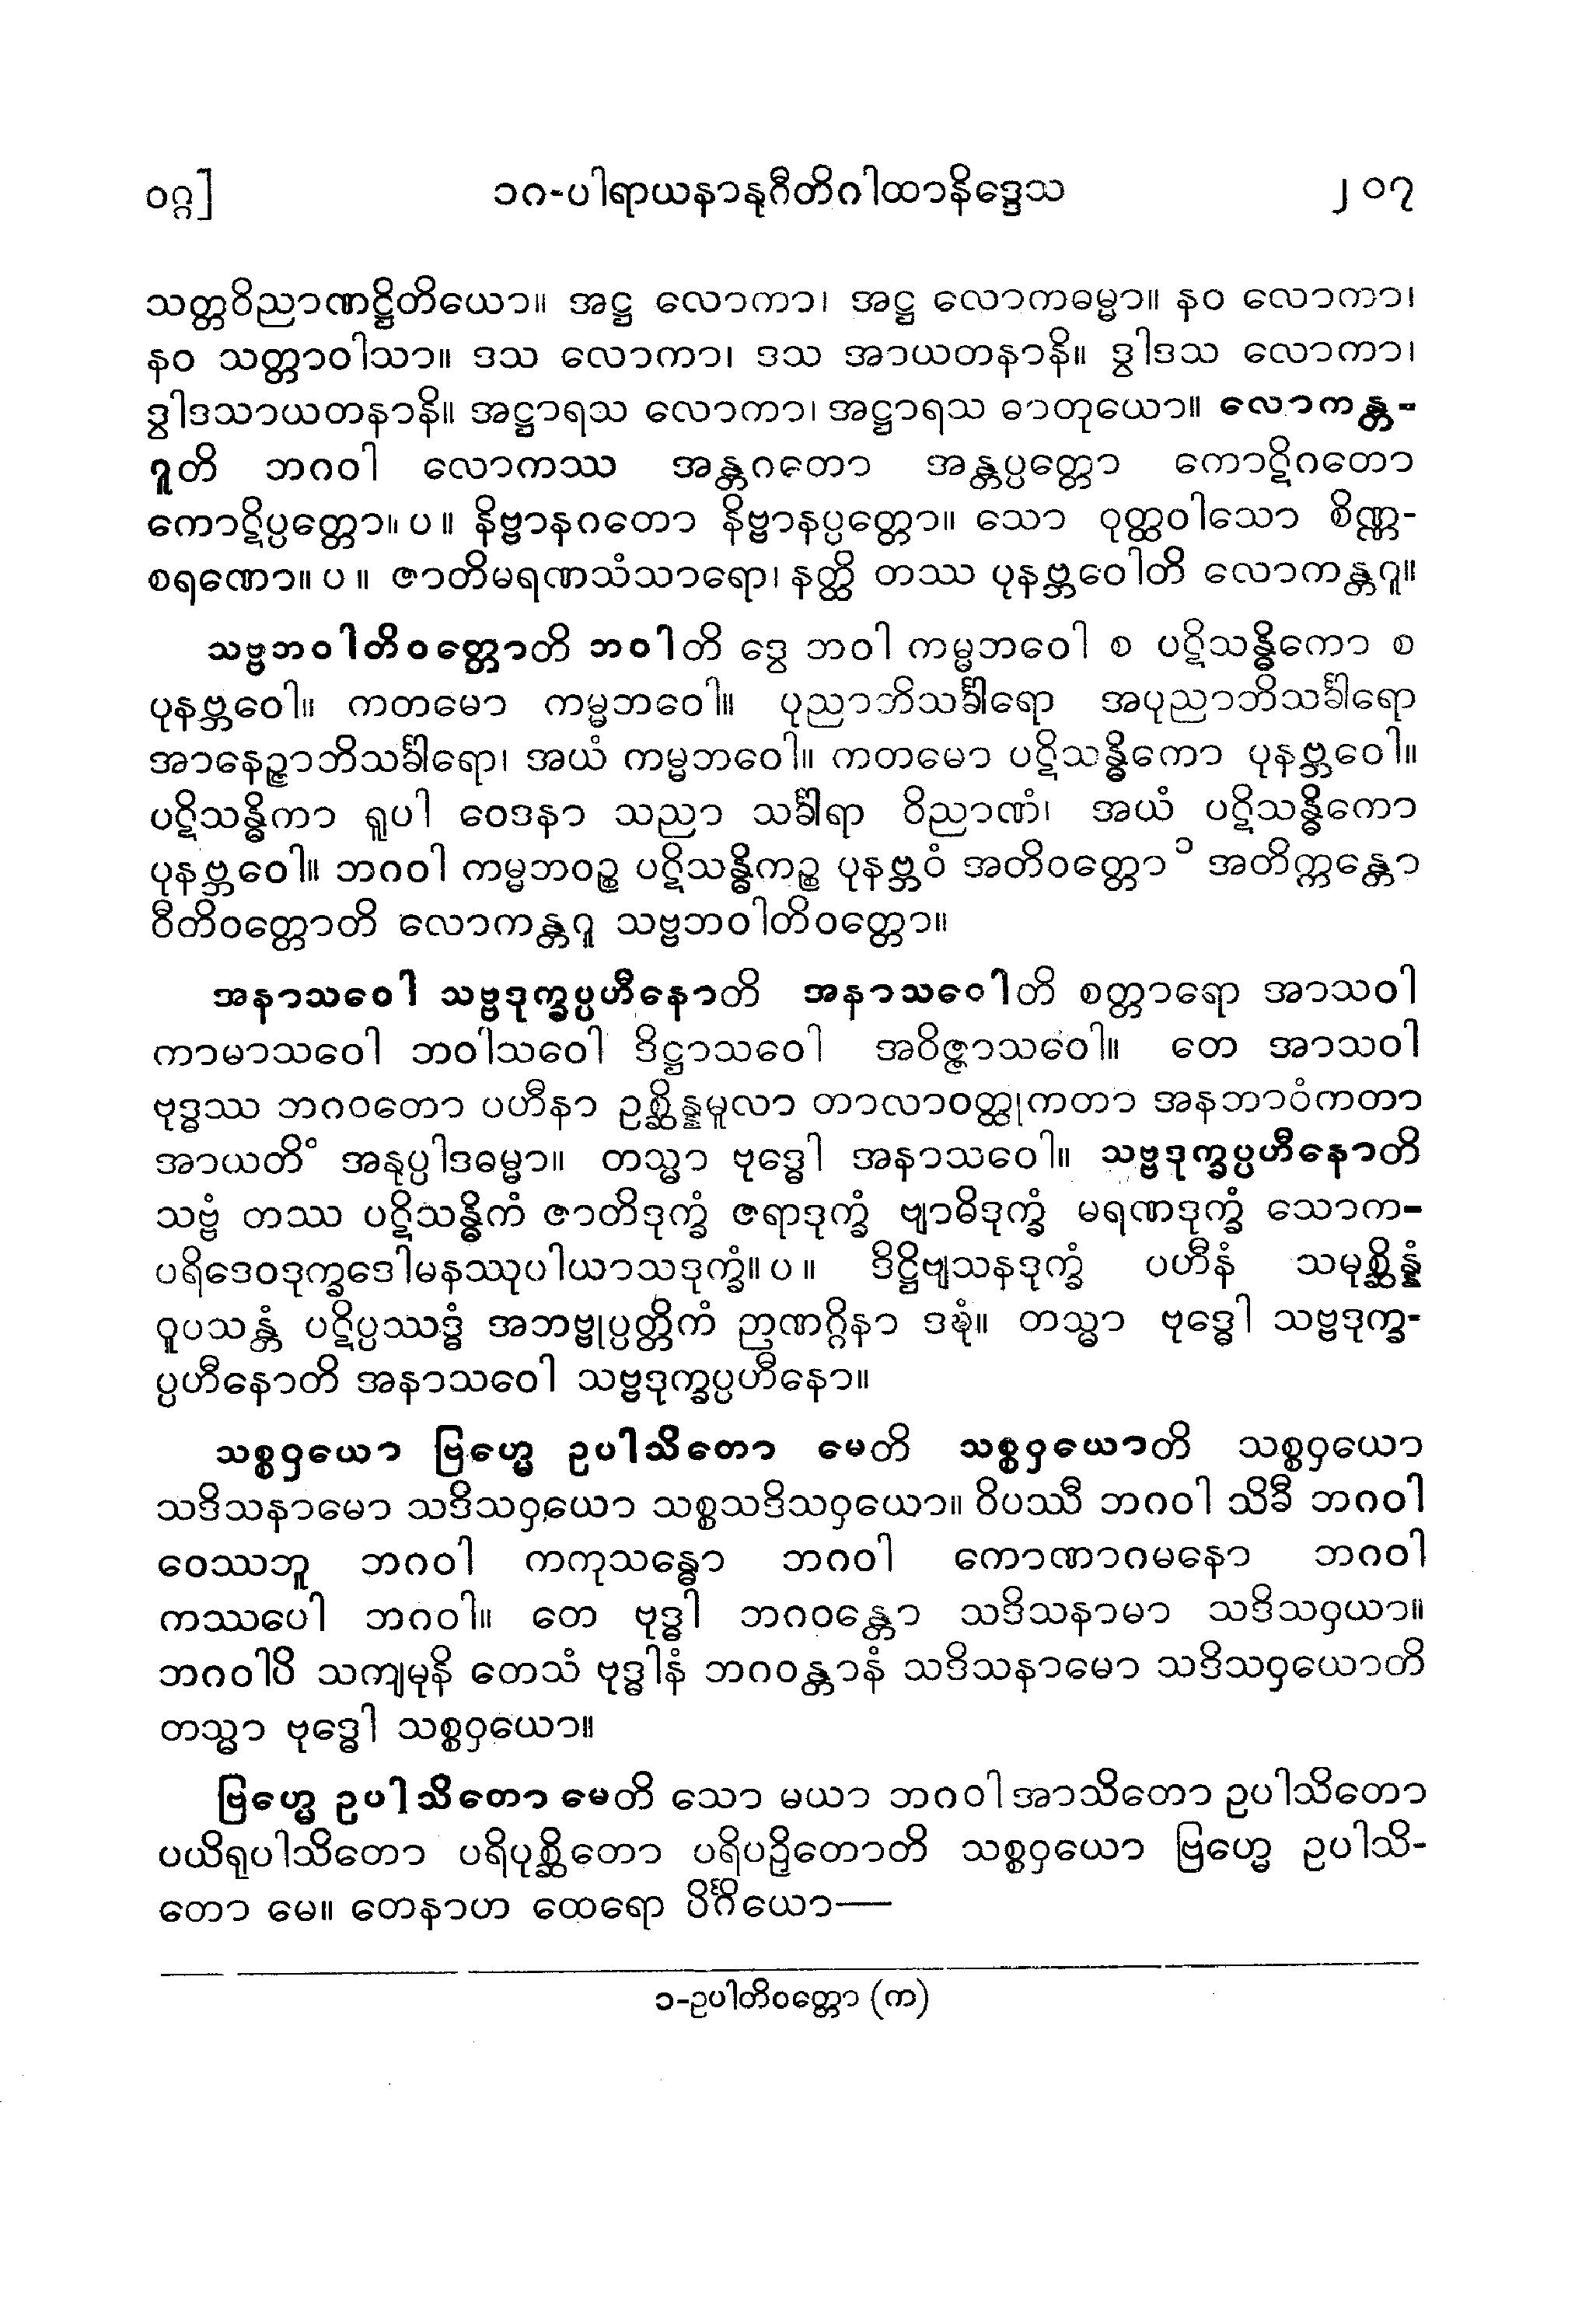 ဝဂ္ဂ]
၁ဂ-ပါရာယနာနုဂီတိဂါထာနိဒ္ဒေသ
၂၀၇
သတ္တဝိညာဏဋ္ဌိတိယော။ အဋ္ဌ လောကာ၊ အဋ္ဌ လောကဓမ္မာ။ နဝ လောကာ၊
နဝ သတ္တာဝါသာ။ ဒသ လောကာ၊ ဒသ အာယတနာနိ။ ဒွါဒသ လောကာ၊
ဒွါဒသာယတနာနိ။ အဋ္ဌာရသ လောကာ၊ အဋ္ဌာရသ ဓာတုယော။ လောကန္တ-
ဂူတိ ဘဂဝါ လောကဿ အန္တဂတော အန္တပ္ပတ္တော ကောဋိဂတော
ကောဋိပ္ပတ္တော။ ပ ။ နိဗ္ဗာနဂတော နိဗ္ဗာနပ္ပတ္တော။ သော ဝုတ္ထဝါသော စိဏ္ဏ-
စရဏော။ ပ ။ ဇာတိမရဏသံသာရော၊ နတ္ထိ တဿ ပုနဗ္ဘဝေါတိ လောကန္တဂူ။
သဗ္ဗဘဝါတိဝတ္တောတိ ဘဝါတိ ဒွေ ဘဝါ ကမ္မဘဝေါ စ ပဋိသန္ဓိကော စ
ပုနဗ္ဘဝေါ။ ကတမော ကမ္မဘဝေါ။ ပုညာဘိသင်္ခါရော အပုညာဘိသင်္ခါရော
အာနေဉ္ဇာဘိသင်္ခါရော၊ အယံ ကမ္မဘဝေါ။ ကတမော ပဋိသန္ဓိကော ပုနဗ္ဘဝေါ။
ပဋိသန္ဓိကာ ရူပါ ဝေဒနာ သညာ သင်္ခါရာ ဝိညာဏံ၊ အယံ ပဋိသန္ဓိကော
ပုနဗ္ဘဝေါ။ ဘဂဝါ ကမ္မဘဝဉ္စ ပဋိသန္ဓိကဉ္စ ပုနဗ္ဘဝံ အတိဝတ္တော ၁ အတိက္ကန္တော
ဝီတိဝတ္တောတိ လောကန္တဂူ သဗ္ဗဘဝါတိဝတ္တော။
အနာသဝေါ သဗ္ဗဒုက္ခပ္ပဟီနောတိ အနာသဝေါတိ စတ္တာရော အာသဝါ
ကာမာသဝေါ ဘဝါသဝေါ ဒိဋ္ဌာသဝေါ အဝိဇ္ဇာသဝေါ။ တေ အာသဝါ
ဗုဒ္ဓဿ ဘဂဝတော ပဟီနာ ဥစ္ဆိန္နမူလာ တာလာဝတ္ထုကတာ အနဘာဝံကတာ
အာယတိံ အနုပ္ပါဒဓမ္မာ။ တသ္မာ ဗုဒ္ဓေါ အနာသဝေါ။ သဗ္ဗဒုက္ခပ္ပဟီနောတိ
သဗ္ဗံ တဿ ပဋိသန္ဓိကံ ဇာတိဒုက္ခံ ဇရာဒုက္ခံ ဗျာဓိဒုက္ခံ မရဏဒုက္ခံ သောက-
ပရိဒေဝဒုက္ခဒေါမနဿုပါယာသဒုက္ခံ။ ပ ။ ဒိဋ္ဌိဗျသနဒုက္ခံ ပဟီနံ သမုစ္ဆိန္နံ
ဝူပသန္တံ ပဋိပ္ပဿဒ္ဓံ အဘဗ္ဗုပ္ပတ္တိကံ ဉာဏဂ္ဂိနာ ဒဍ္ဎံ။ တသ္မာ ဗုဒ္ဓေါ သဗ္ဗဒုက္ခ-
ပ္ပဟီနောတိ အနာသဝေါ သဗ္ဗဒုက္ခပ္ပဟီနော။
သစ္စဝှယော ဗြဟ္မေ ဥပါသိတော မေတိ သစ္စဝှယောတိ သစ္စဝှယော
သဒိသနာမော သဒိသဝှယော သစ္စသဒိသဝှယော။ ဝိပဿီ ဘဂဝါ သိခီ ဘဂဝါ
ဝေဿဘူ ဘဂဝါ ကကုသန္ဓော ဘဂဝါ ကောဏာဂမနော ဘဂဝါ
ကဿပေါ ဘဂဝါ။ တေ ဗုဒ္ဓါ ဘဂဝန္တော သဒိသနာမာ သဒိသဝှယာ။
ဘဂဝါပိ သကျမုနိ တေသံ ဗုဒ္ဓါနံ ဘဂဝန္တာနံ သဒိသနာမော သဒိသဝှယောတိ
တသ္မာ ဗုဒ္ဓေါ သစ္စဝှယော။
ဗြဟ္မေ ဥပါသိတော မေတိ သော မယာ ဘဂဝါ အာသိတော ဥပါသိတော
ပယိရုပါသိတော ပရိပုစ္ဆိတော ပရိပဉှိတောတိ သစ္စဝှယော ဗြဟ္မေ ဥပါသိ-
တော မေ။ တေနာဟ ထေရော ပိင်္ဂိယော—
၁-ဥပါတိဝတ္တော (က)